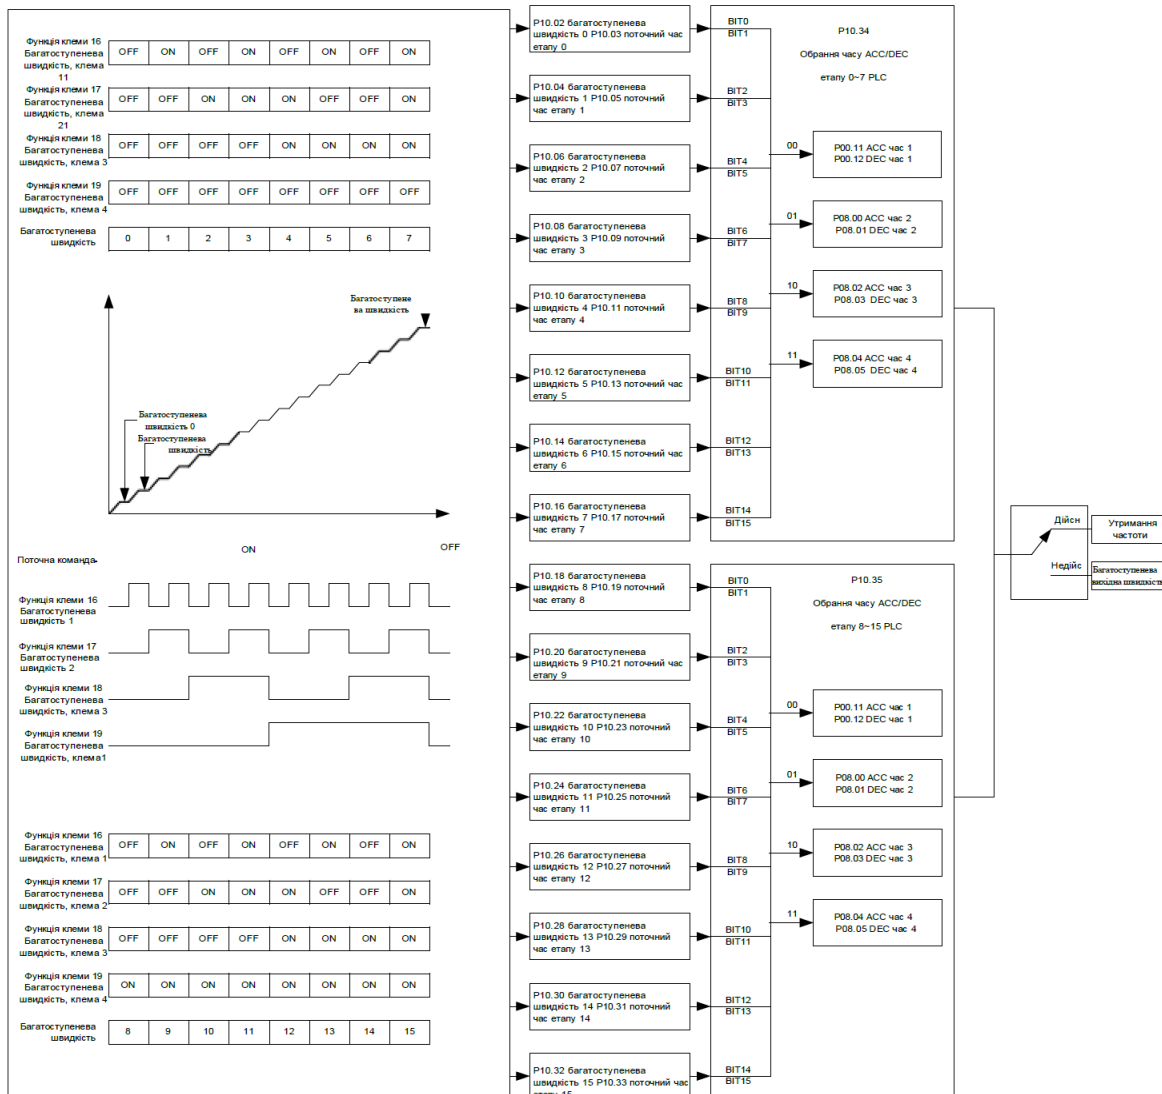 Функція клеми 16
Багатоступенева
швидкість, клема
11
OFF ON OFF ON OFF ON OFF ON
Функція клеми 17
Багатоступенева
швидкість, клема
21
OFF OFF ON ON ON OFF OFF ON
Функція клеми 18
Багатоступенева
швидкість, клема 3
OFF OFF OFF OFF ON ON ON ON
Функція клеми 19
Багатоступенева
швидкість, клема 4
OFF OFF OFF OFF OFF OFF OFF OFF
Багатоступенева
швидкість
0 1 2 3 4 5 6 7
Багатоступене
ва швидкість
Багатоступенева
швидкість 0
Багатоступенева
швидкість
ON
OFF
Поточна команда
Функція клеми 16
Багатоступенева
швидкість 1
Функція клеми 17
Багатоступенева
швидкість 2
Функція клеми 18
Багатоступенева
швидкість, клема 3
Функція клеми 19
Багатоступенева
швидкість, клема1
Функція клеми 16
Багатоступенева
швидкість, клема 1
OFF ON OFF ON OFF ON OFF ON
Функція клеми 17
Багатоступенева
швидкість, клема 2
OFF OFF ON ON ON OFF OFF ON
Функція клеми 18
Багатоступенева
швидкість, клема 3
OFF OFF OFF OFF ON ON ON ON
Функція клеми 19
Багатоступенева
швидкість, клема 4
ON ON ON ON ON ON ON ON
Багатоступенева
швидкість
8 9 10 11 12 13 14 15
P10.02 багатоступенева
швидкість 0 P10.03 поточний час
етапу 0
P10.04 багатоступенева
швидкість 1 P10.05 поточний
час етапу 1
P10.06 багатоступенева
швидкість 2 P10.07 поточний
час етапу 2
P10.08 багатоступенева
швидкість 3 P10.09 поточний
час етапу 3
P10.10 багатоступенева
швидкість 4 P10.11 поточний
час етапу 4
P10.12 багатоступенева
швидкість 5 P10.13 поточний час
етапу 5
P10.14 багатоступенева
швидкість 6 P10.15 поточний час
етапу 6
P10.16 багатоступенева
швидкість 7 P10.17 поточний
час етапу 7
P10.18 багатоступенева
швидкість 8 P10.19 поточний
час етапу 8
P10.20 багатоступенева
швидкість 9 P10.21 поточний час
етапу 9
P10.22 багатоступенева
швидкість 10 P10.23 поточний
час етапу 10
P10.24 багатоступенева
швидкість 11 P10.25 поточний
час етапу 11
P10.26 багатоступенева
швидкість 12 P10.27 поточний
час етапу 12
P10.28 багатоступенева
швидкість 13 P10.29 поточний
час етапу 13
P10.30 багатоступенева
швидкість 14 P10.31 поточний
час етапу 14
P10.32 багатоступенева
швидкість 15 P10.33 поточний час
етапу 15
BIT0
BIT1
BIT2
BIT3
BIT4
BIT5
BIT6
BIT7
BIT8
BIT9
BIT10
BIT11
BIT12
BIT13
BIT14
BIT15
P10.34
Обрання часу ACC/DEC
етапу 0~7 PLC
00
P00.11 ACC час 1
P00.12 DEC час 1
01
P08.00 ACC час 2
P08.01 DEC час 2
10
P08.02 ACC час 3
P08.03 DEC час 3
11
P08.04 ACC час 4
P08.05 DEC час 4
BIT0
BIT1
BIT2
BIT3
BIT4
BIT5
BIT6
BIT7
BIT8
BIT9
BIT10
BIT11
BIT12
BIT13
BIT14
BIT15
P10.35
Обрання часу ACC/DEC
етапу 8~15 PLC
00
P00.11 ACC час 1
P00.12 DEC час 1
01
P08.00 ACC час 2
P08.01 DEC час 2
10
P08.02 ACC час 3
P08.03 DEC час 3
11
P08.04 ACC час 4
P08.05 DEC час 4
Дійсн
Утримання
частоти
Недійс
Багатоступенева
вихідна швидкість